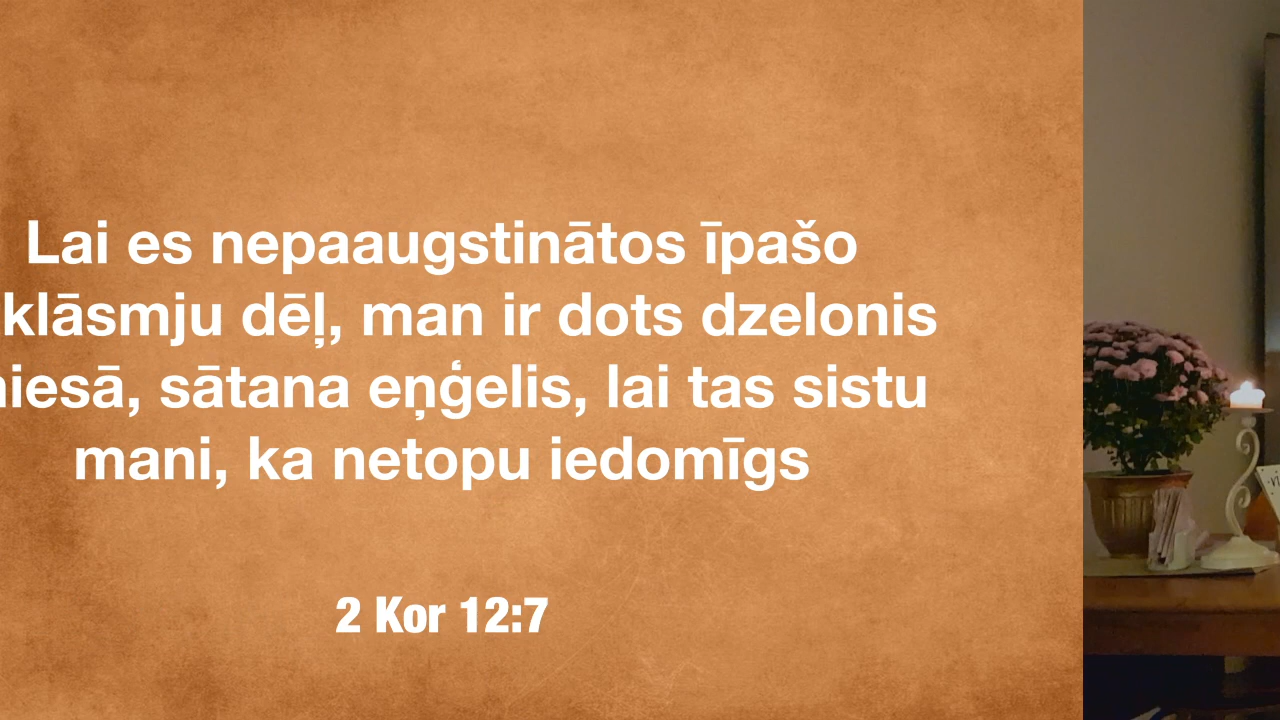 Lai es nepaaugstinātos īpašo
dēļ, man ir dots dzelonis
sātana eņģelis, lai tas sistu
mani, ka netopu iedomīgs
2 Kor 12:7